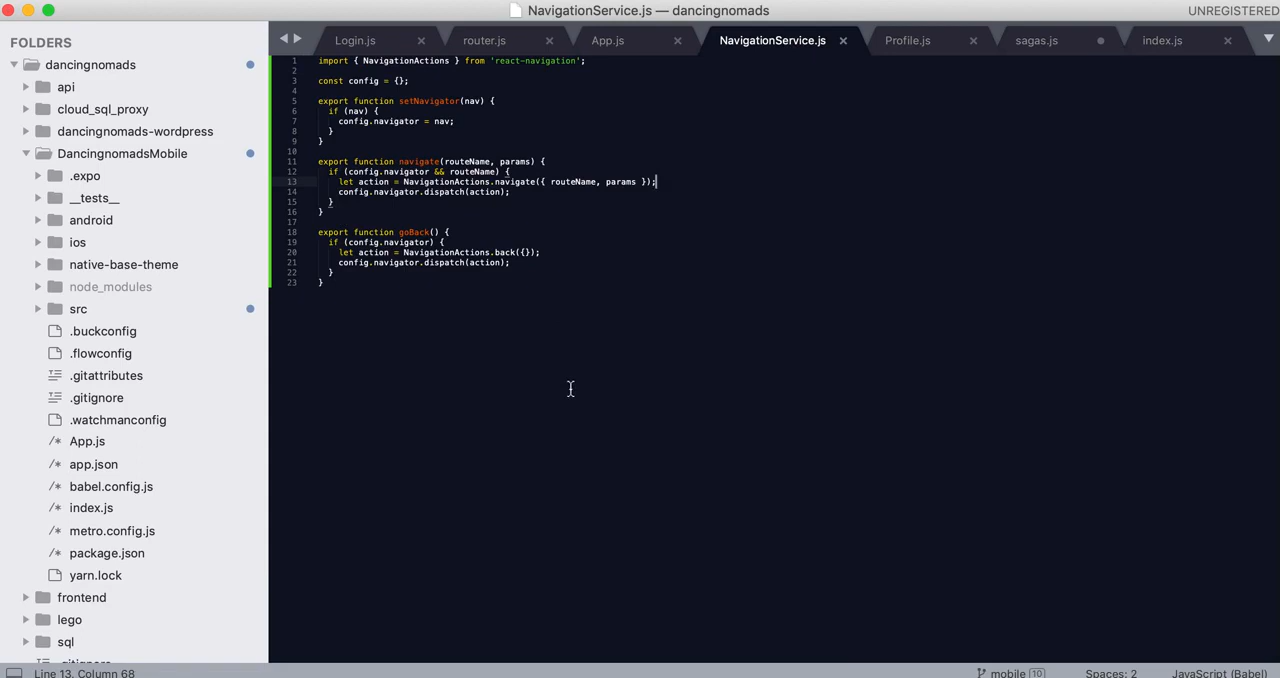 NavigationService.js — dancingnomads
UNREGISTERED
FOLDERS
dancingnomads
api
cloud_sql_proxy
dancingnomads-wordpress
DancingnomadsMobile
.expo
__tests__
android
ios
native-base-theme
node_modules
src
.buckconfig
.flowconfig
.gitattributes
.gitignore
.watchmanconfig
/* App.js
/* app.json
/* babel.config.js
/* index.js
/* metro.config.js
/* package.json
yarn.lock
frontend
lego
sql
.gitignore
Login.js × router.js × App.js × NavigationService.js × Profile.js × sagas.js index.js ×
1 import { NavigationActions } from 'react-navigation';
2
3 const config = {};
4
5 export function setNavigator(nav) {
6 if (nav) {
7 config.navigator = nav;
8 }
9 }
10
11 export function navigate(routeName, params) {
12 if (config.navigator && routeName) {
13 let action = NavigationActions.navigate({ routeName, params });
14 config.navigator.dispatch(action);
15 }
16 }
17
18 export function goBack() {
19 if (config.navigator) {
20 let action = NavigationActions.back({});
21 config.navigator.dispatch(action);
22 }
23 }
Line 13, Column 68
mobile 10
Spaces: 2
JavaScript (Babel)